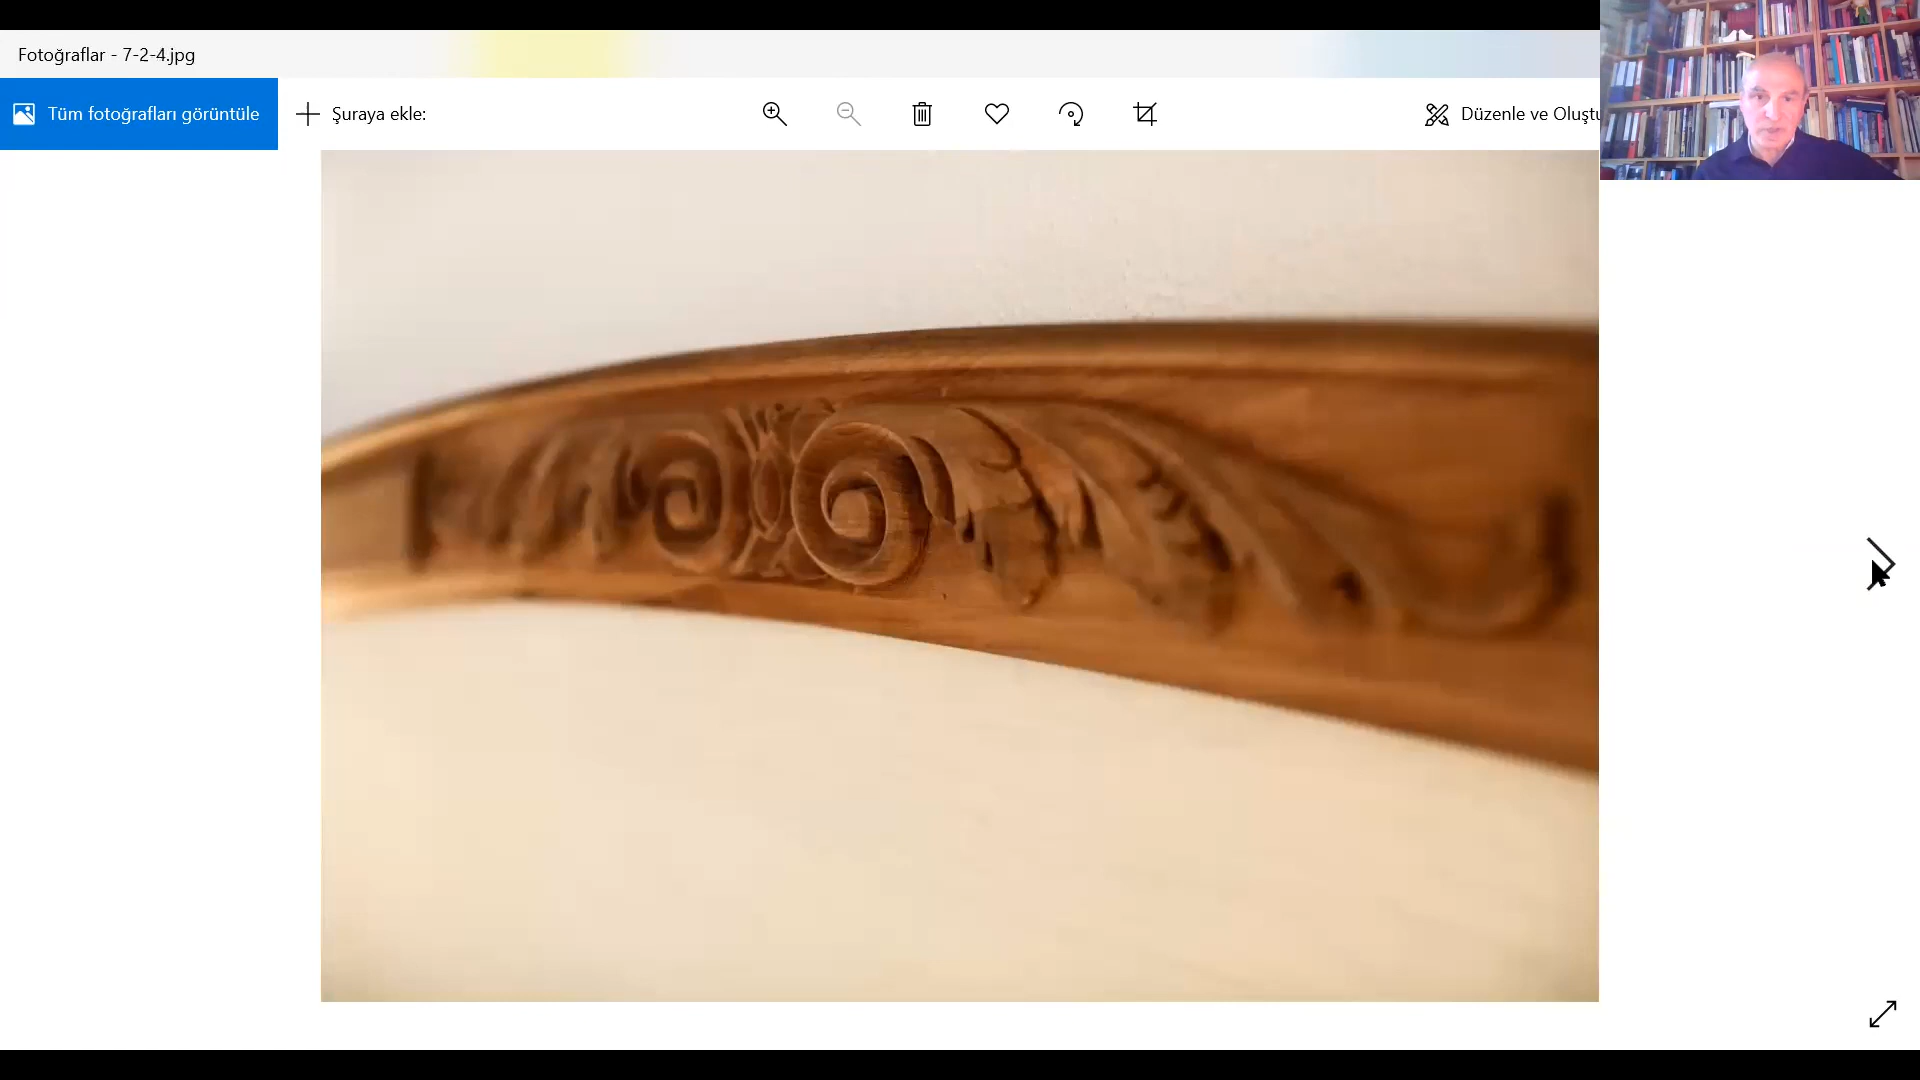 Fotoğraflar - 7-2-4.jpg
Tüm fotoğrafları görüntüle
Şuraya ekle:
Düzenle ve Oluştu